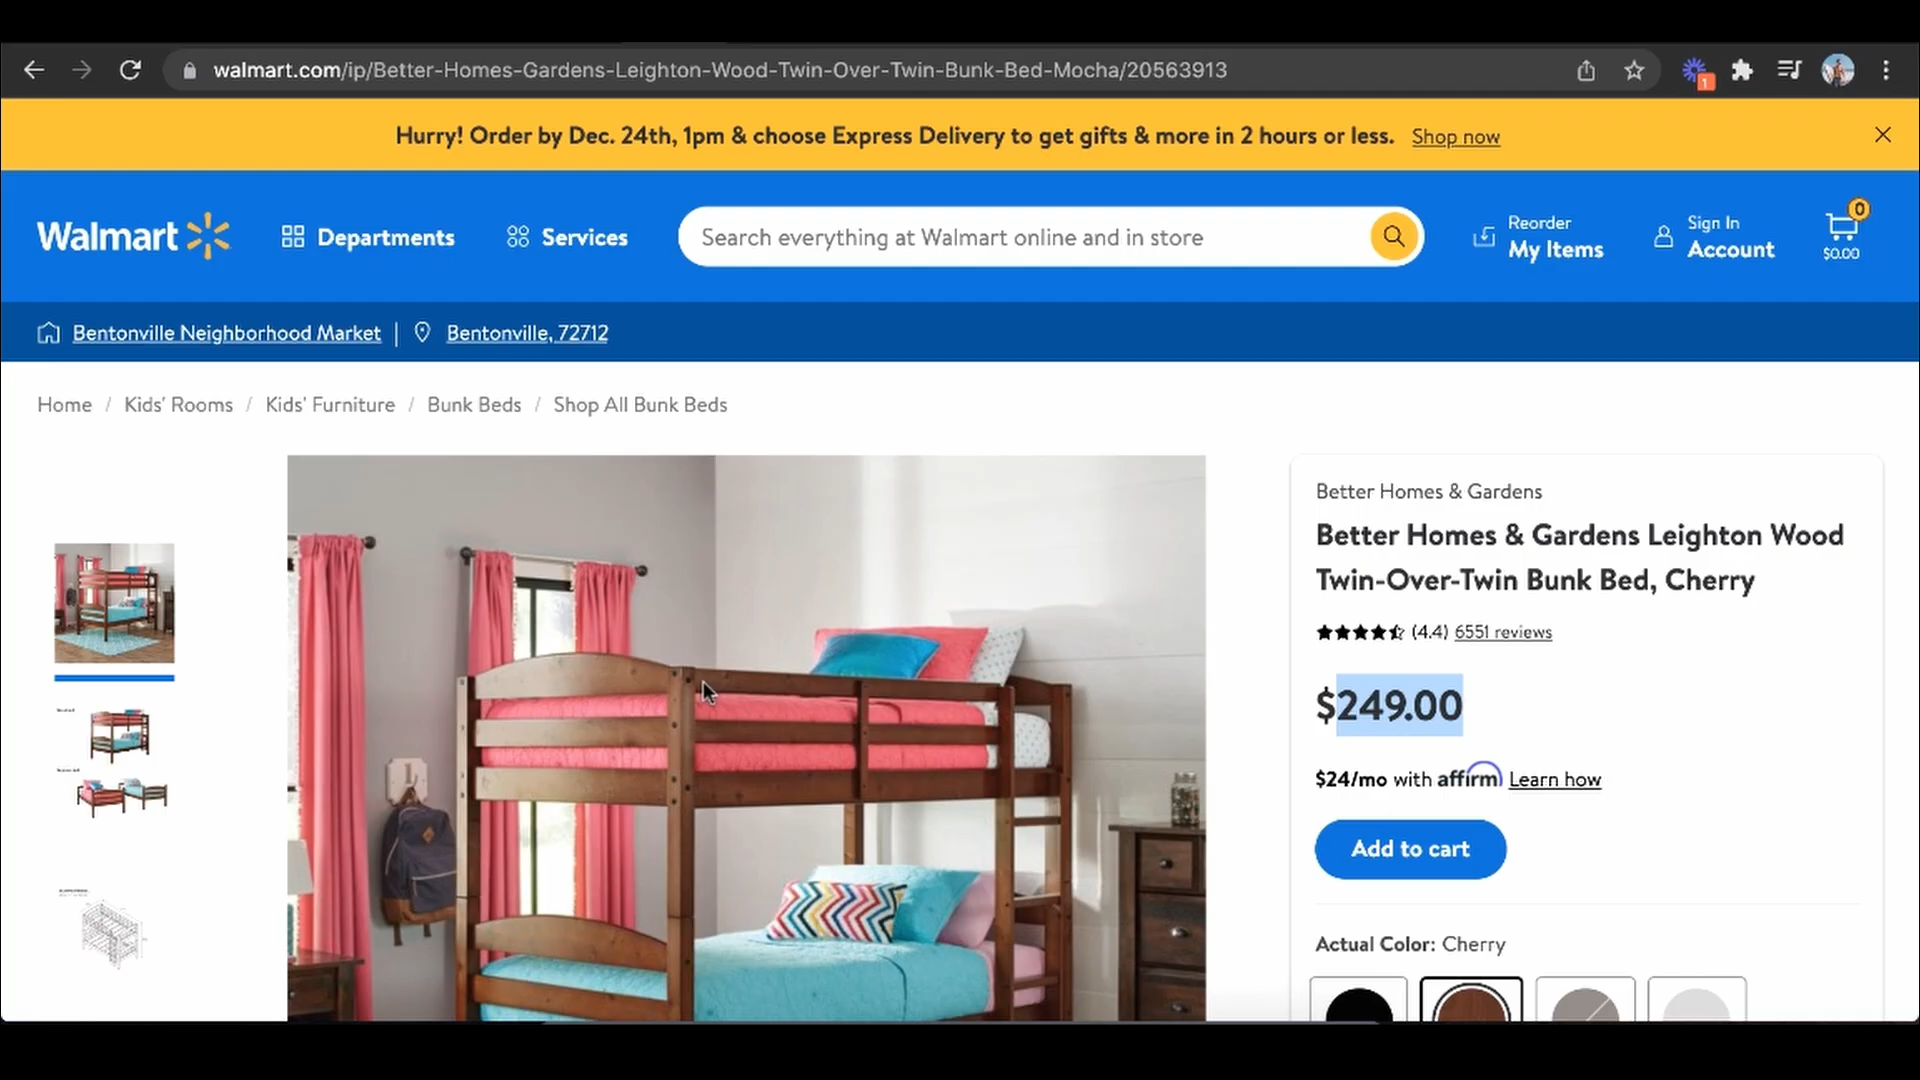 walmart.com/ip/Better-Homes-Gardens-Leighton-Wood-Twin-Over-Twin-Bunk-Bed-Mocha/20563913
1
Hurry! Order by Dec. 24th, 1pm & choose Express Delivery to get gifts & more in 2 hours or less. Shop now
Walmart
Departments
Services
Search everything at Walmart online and in store
Reorder
My Items
Sign In
Account
0
$0.00
Bentonville Neighborhood Market | Bentonville, 72712
Home / Kids' Rooms / Kids' Furniture / Bunk Beds / Shop All Bunk Beds
1
Better Homes & Gardens
Better Homes & Gardens Leighton Wood
Twin-Over-Twin Bunk Bed, Cherry
(4.4) 6551 reviews
$249.00
$24/mo with affirm Learn how
Add to cart
Actual Color: Cherry